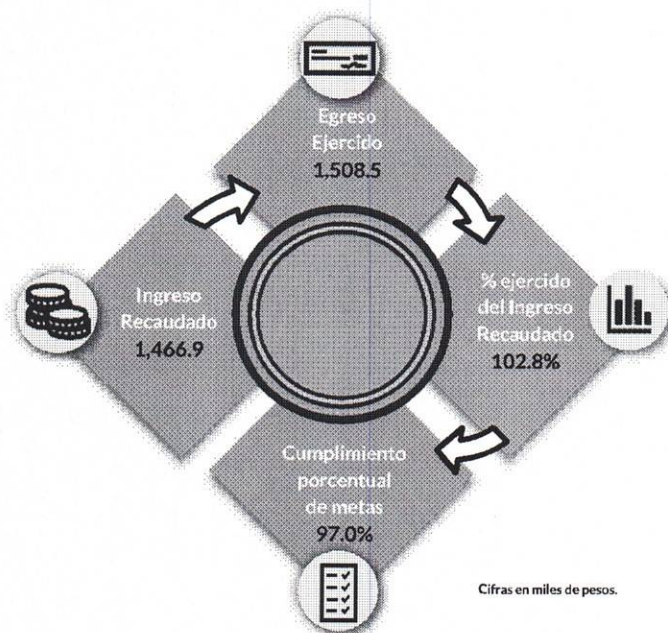 Egreso
Ejercido
1,508.5
Ingreso
Recaudado
1,466.9
% ejercido
del Ingreso
Recaudado
102.8%
Cumplimiento
porcentual
de metas
97.0%
Cifras en miles de pesos.